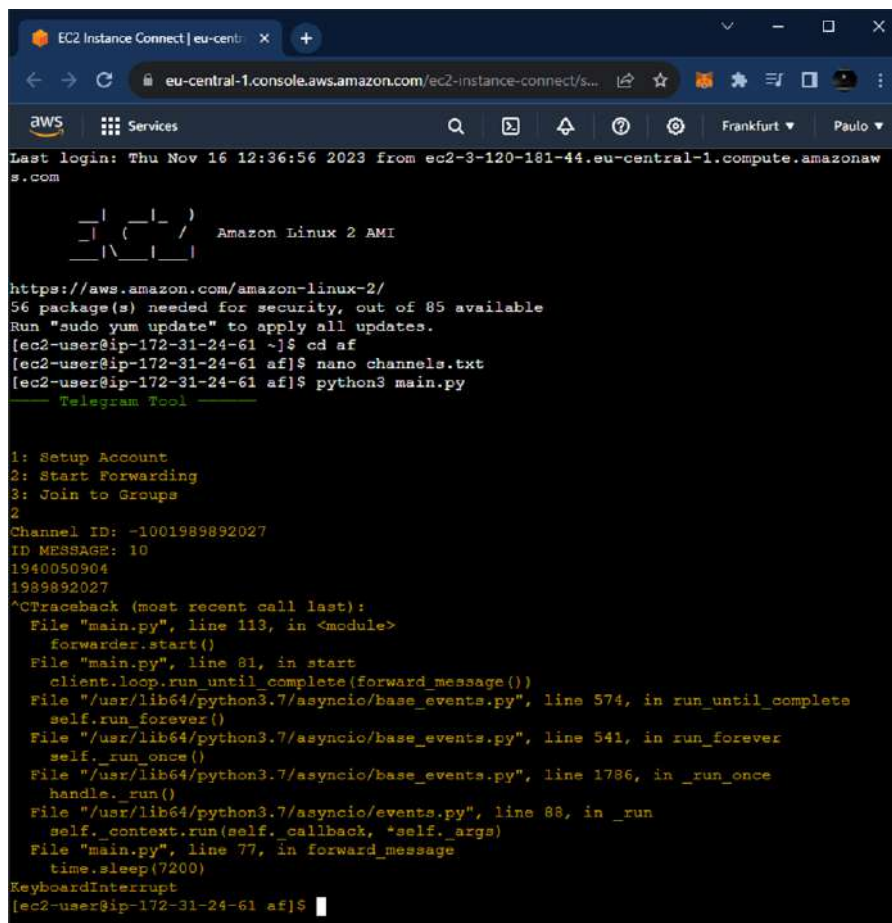 EC2 Instance Connect | eu-centr
eu-central-1.console.aws.amazon.com/ec2-instance-connect/s...
aws Services Frankfurt Paulo
Last login: Thu Nov 16 12:36:56 2023 from ec2-3-120-181-44.eu-central-1.compute.amazonaw
s.com
__| __|_ )
_| ( / Amazon Linux 2 AMI
___|\___|___|
https://aws.amazon.com/amazon-linux-2/
56 package(s) needed for security, out of 85 available
Run "sudo yum update" to apply all updates.
[ec2-user@ip-172-31-24-61 ~]$ cd af
[ec2-user@ip-172-31-24-61 af]$ nano channels.txt
[ec2-user@ip-172-31-24-61 af]$ python3 main.py
—— Telegram Tool ——
1: Setup Account
2: Start Forwarding
3: Join to Groups
2
Channel ID: -1001989892027
ID MESSAGE: 10
1940050904
1989892027
^CTraceback (most recent call last):
File "main.py", line 113, in <module>
forwarder.start()
File "main.py", line 81, in start
client.loop.run_until_complete(forward_message())
File "/usr/lib64/python3.7/asyncio/base_events.py", line 574, in run_until_complete
self.run_forever()
File "/usr/lib64/python3.7/asyncio/base_events.py", line 541, in run_forever
self._run_once()
File "/usr/lib64/python3.7/asyncio/base_events.py", line 1786, in _run_once
handle._run()
File "/usr/lib64/python3.7/asyncio/events.py", line 88, in _run
self._context.run(self._callback, *self._args)
File "main.py", line 77, in forward_message
time.sleep(7200)
KeyboardInterrupt
[ec2-user@ip-172-31-24-61 af]$